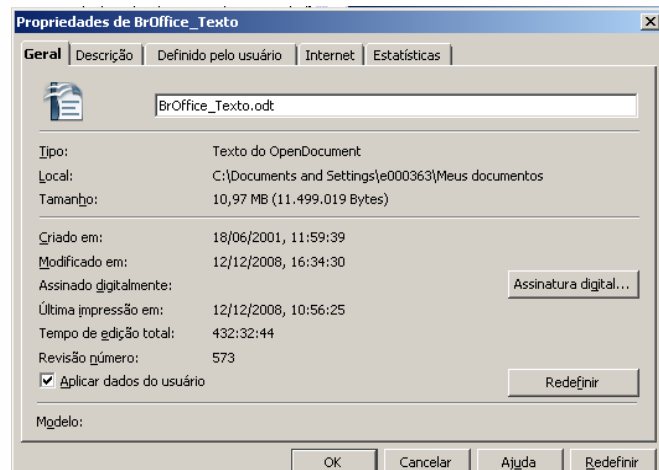 Propriedades de BrOffice_Texto
Geral Descrição Definido pelo usuário Internet Estatísticas
BrOffice_Texto.odt
Tipo: Texto do OpenDocument
Local: C:\Documents and Settings\e000363\Meus documentos
Tamanho: 10,97 MB (11.499.019 Bytes)
Criado em: 18/06/2001, 11:59:39
Modificado em: 12/12/2008, 16:34:30
Assinado digitalmente: Assinatura digital...
Última impressão em: 12/12/2008, 10:56:25
Tempo de edição total: 432:32:44
Revisão número: 573
Aplicar dados do usuário Redefinir
Modelo:
OK Cancelar Ajuda Redefinir